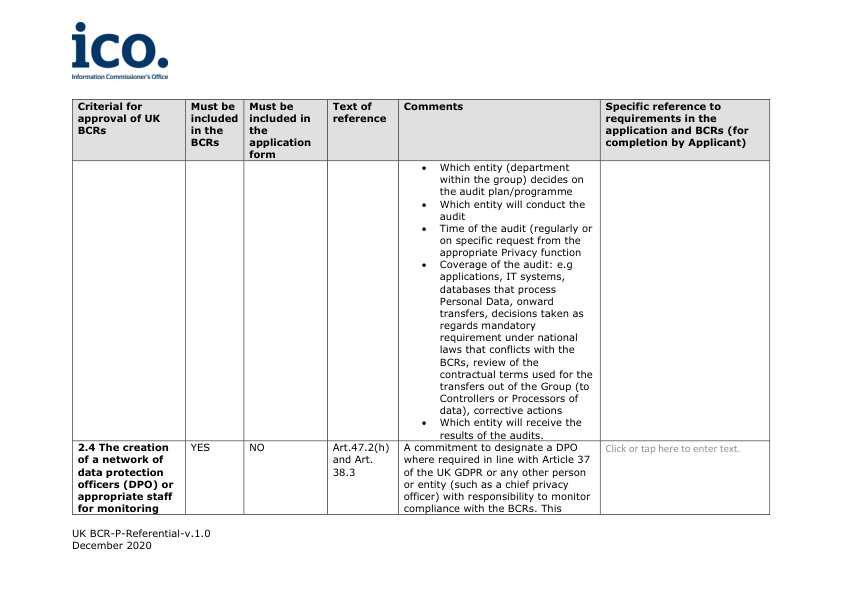 ico.
Information Commissioner's Office
Criterial for approval of UK BCRs
Must be included in the BCRs
Must be included in the application form
Text of reference
Comments
Specific reference to requirements in the application and BCRs (for completion by Applicant)
• Which entity (department
within the group) decides on
the audit plan/programme
• Which entity will conduct the
audit
• Time of the audit (regularly or
on specific request from the
appropriate Privacy function
• Coverage of the audit: e.g
applications, IT systems,
databases that process
Personal Data, onward
transfers, decisions taken as
regards mandatory
requirement under national
laws that conflicts with the
BCRs, review of the
contractual terms used for the
transfers out of the Group (to
Controllers or Processors of
data), corrective actions
• Which entity will receive the
results of the audits.
2.4 The creation
of a network of
data protection
officers (DPO) or
appropriate staff
for monitoring
YES
NO
Art.47.2(h)
and Art.
38.3
A commitment to designate a DPO
where required in line with Article 37
of the UK GDPR or any other person
or entity (such as a chief privacy
officer) with responsibility to monitor
compliance with the BCRs. This
Click or tap here to enter text.
UK BCR-P-Referential-v.1.0
December 2020